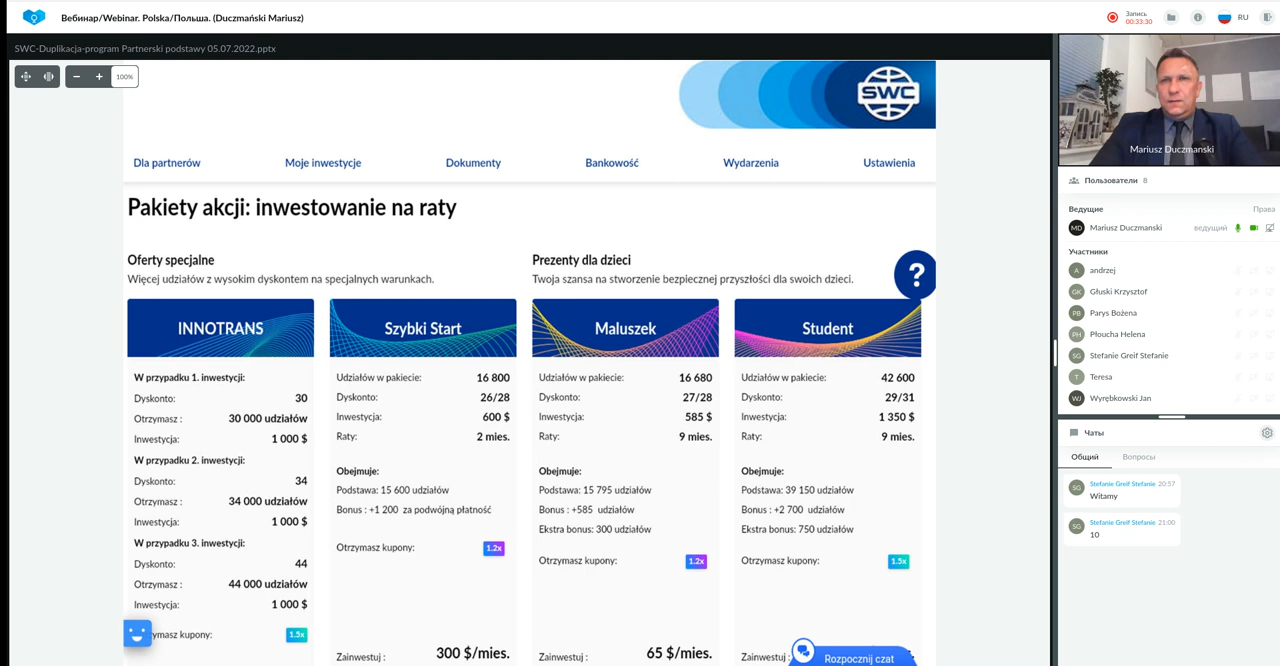 Вебинар/Webinar. Polska/Польша. (Duczmański Mariusz)
Запись
00:33:30
RU
SWC-Duplikacja-program Partnerski podstawy 05.07.2022.pptx
100%
SWC
Dla partnerów
Moje inwestycje
Dokumenty
Bankowość
Wydarzenia
Ustawienia
Pakiety akcji: inwestowanie na raty
Oferty specjalne
Więcej udziałów z wysokim dyskontem na specjalnych warunkach.
Prezenty dla dzieci
Twoja szansa na stworzenie bezpiecznej przyszłości dla swoich dzieci.
?
INNOTRANS
W przypadku 1. inwestycji:
Dyskonto: 30
Otrzymasz : 30 000 udziałów
Inwestycja: 1 000 $
W przypadku 2. inwestycji:
Dyskonto: 34
Otrzymasz : 34 000 udziałów
Inwestycja: 1 000 $
W przypadku 3. inwestycji:
Dyskonto: 44
Otrzymasz : 44 000 udziałów
Inwestycja: 1 000 $
ymasz kupony: 1.5x
Szybki Start
Udziałów w pakiecie: 16 800
Dyskonto: 26/28
Inwestycja: 600 $
Raty: 2 mies.
Obejmuje:
Podstawa: 15 600 udziałów
Bonus : +1 200 za podwójną płatność
Otrzymasz kupony: 1.2x
Zainwestuj : 300 $/mies.
Maluszek
Udziałów w pakiecie: 16 680
Dyskonto: 27/28
Inwestycja: 585 $
Raty: 9 mies.
Obejmuje:
Podstawa: 15 795 udziałów
Bonus : +585 udziałów
Ekstra bonus: 300 udziałów
Otrzymasz kupony: 1.2x
Zainwestuj : 65 $/mies.
Student
Udziałów w pakiecie: 42 600
Dyskonto: 29/31
Inwestycja: 1 350 $
Raty: 9 mies.
Obejmuje:
Podstawa: 39 150 udziałów
Bonus : +2 700 udziałów
Ekstra bonus: 750 udziałów
Otrzymasz kupony: 1.5x
Zainwestuj :
Rozpocznij czat
Mariusz Duczmanski
Пользователи 8
Ведущие Права
MD Mariusz Duczmanski ведущий
Участники
A andrzej
GK Głuski Krzysztof
PB Parys Bożena
PH Płoucha Helena
SG Stefanie Greif Stefanie
T Teresa
WJ Wyrębkowski Jan
Чаты
Общий Вопросы
SG Stefanie Greif Stefanie 20:57
Witamy
SG Stefanie Greif Stefanie 21:00
10